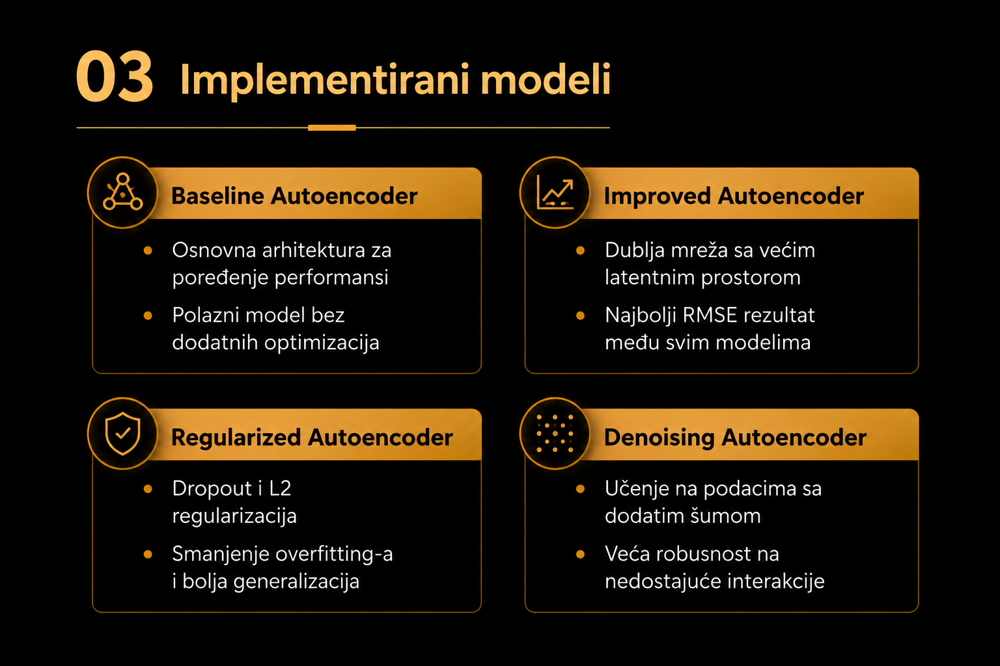 03 Implementirani modeli
Baseline Autoencoder
Osnovna arhitektura za
poređenje performansi
Polazni model bez
dodatnih optimizacija
Improved Autoencoder
Dublja mreža sa većim
latentnim prostorom
Najbolji RMSE rezultat
među svim modelima
Regularized Autoencoder
Dropout i L2
regularizacija
Smanjenje overfitting-a
i bolja generalizacija
Denoising Autoencoder
Učenje na podacima sa
dodatim šumom
Veća robusnost na
nedostajuće interakcije